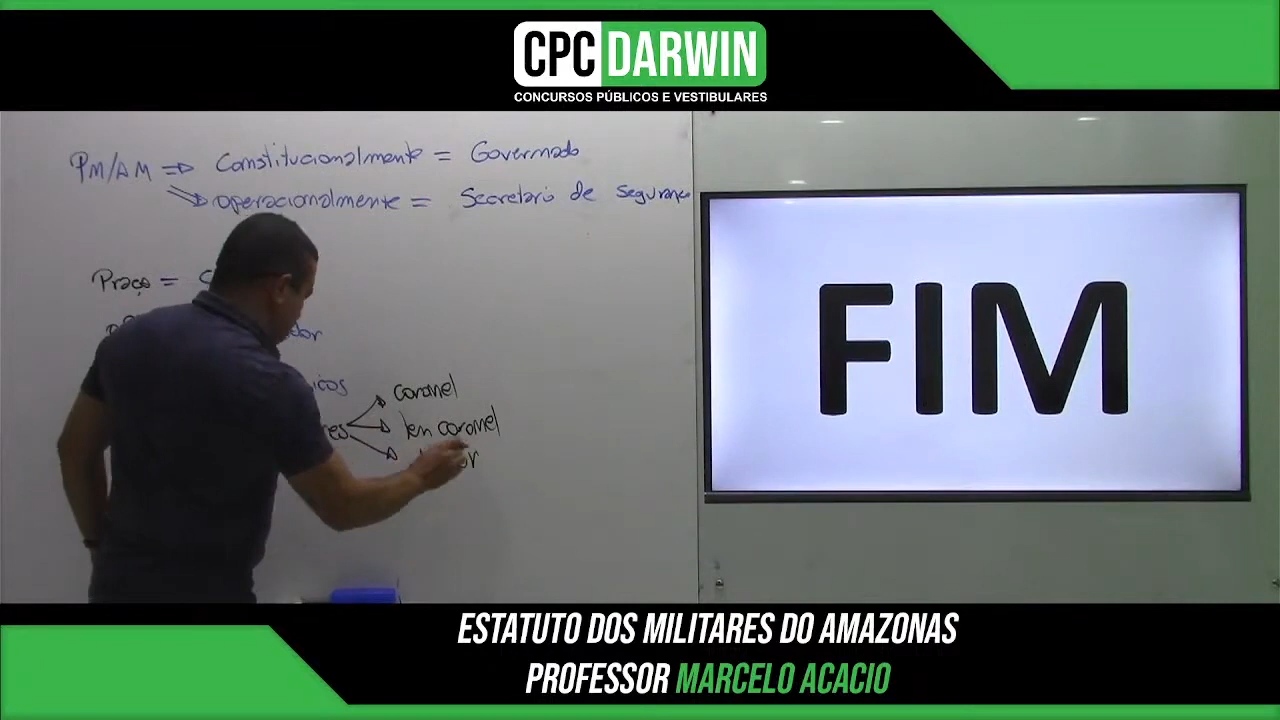 CPC DARWIN
CONCURSOS PÚBLICOS E VESTIBULARES
PM/AM ⇒ Constitucionalmente = Governado
operacionalmente = Secretario de Segurança
Praça =
coronel
ten coronel
FIM
ESTATUTO DOS MILITARES DO AMAZONAS
PROFESSOR MARCELO ACACIO